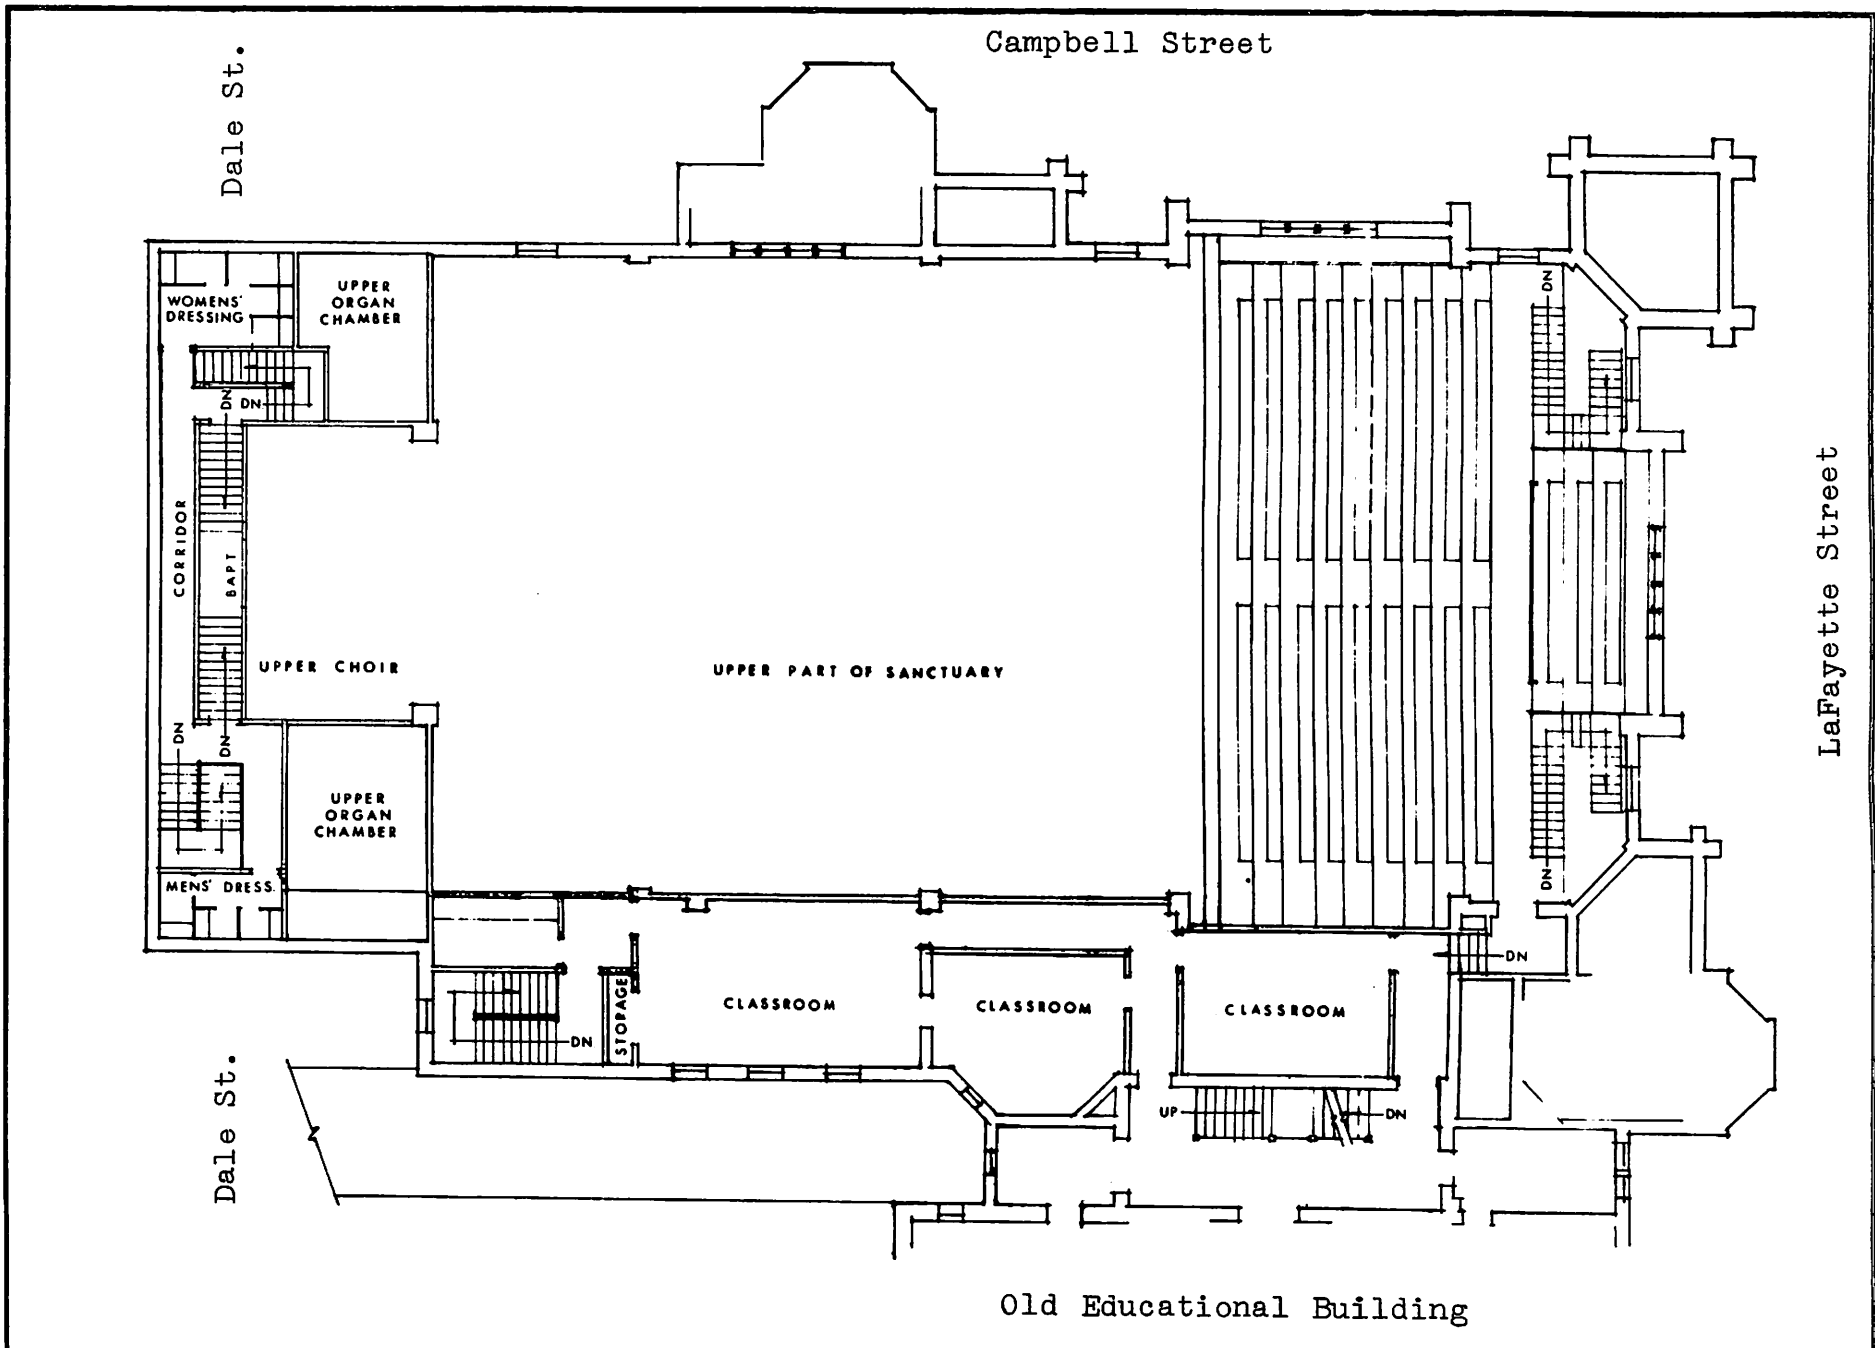 Campbell Street
Dale St.
WOMENS'
DRESSING
UPPER
ORGAN
CHAMBER
DN
DN
DN
CORRIDOR
BAPT
LaFayette Street
UPPER CHOIR
UPPER PART OF SANCTUARY
DN
DN
UPPER
ORGAN
CHAMBER
MENS' DRESS.
DN
DN
STORAGE
CLASSROOM
CLASSROOM
CLASSROOM
DN
UP
DN
Dale St.
Old Educational Building